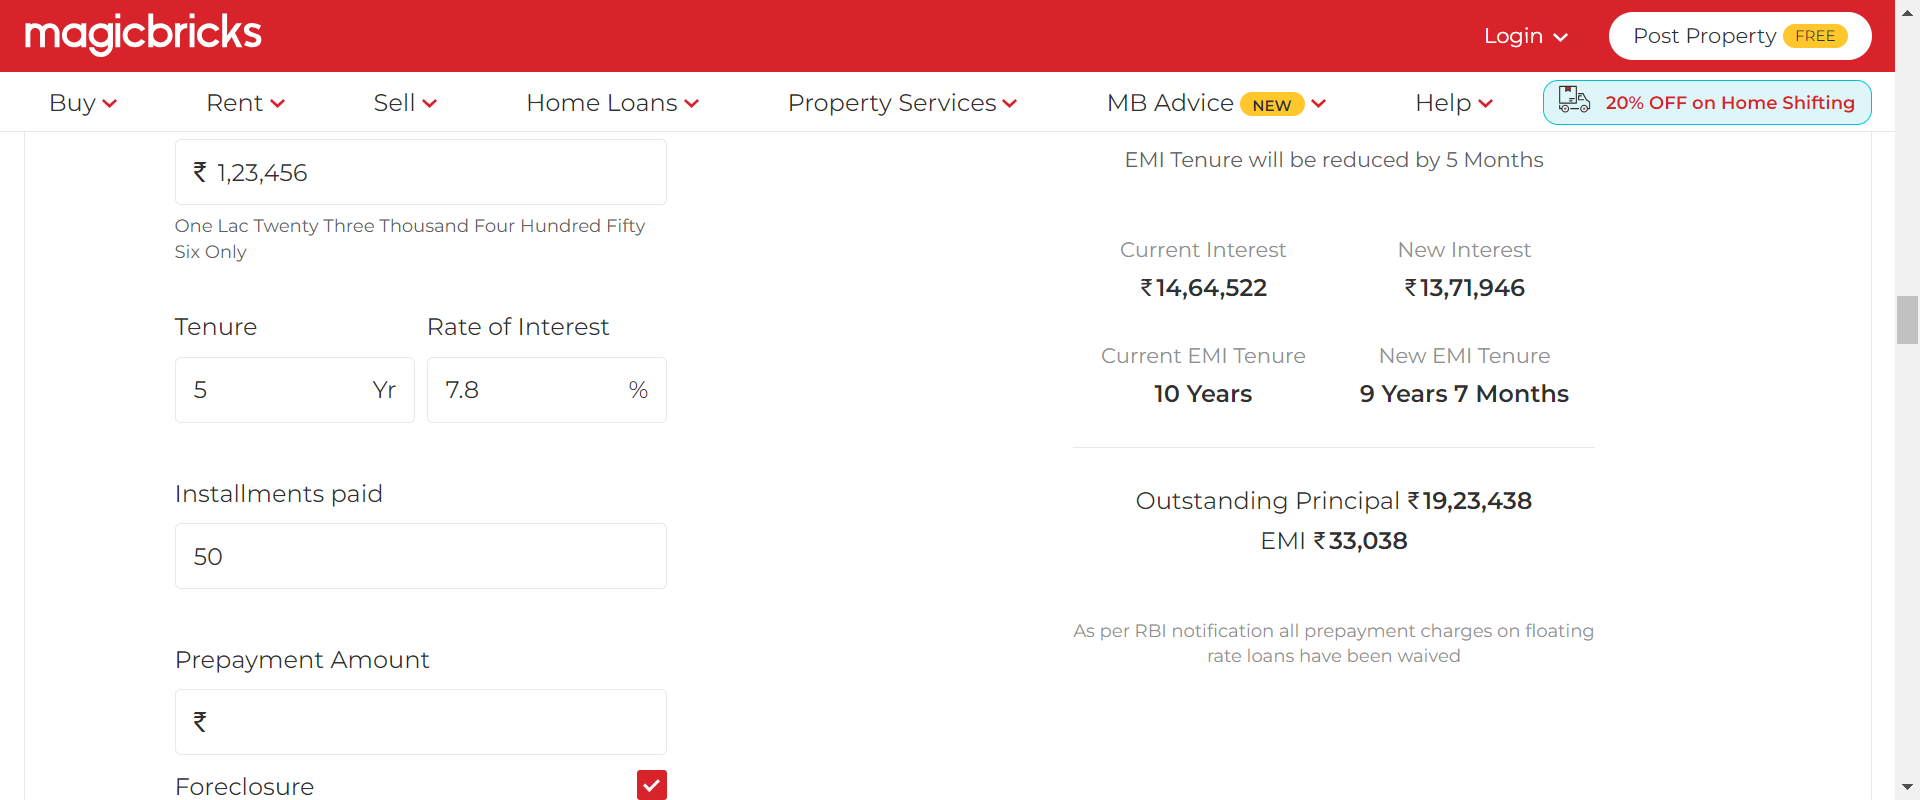 magicbricks
Login
Post Property FREE
Buy
Rent
Sell
Home Loans
Property Services
MB Advice NEW
Help
20% OFF on Home Shifting
₹ 1,23,456
One Lac Twenty Three Thousand Four Hundred Fifty
Six Only
Tenure
Rate of Interest
5 Yr
7.8 %
Installments paid
50
Prepayment Amount
₹
Foreclosure
EMI Tenure will be reduced by 5 Months
Current Interest
₹14,64,522
New Interest
₹13,71,946
Current EMI Tenure
10 Years
New EMI Tenure
9 Years 7 Months
Outstanding Principal ₹19,23,438
EMI ₹33,038
As per RBI notification all prepayment charges on floating
rate loans have been waived